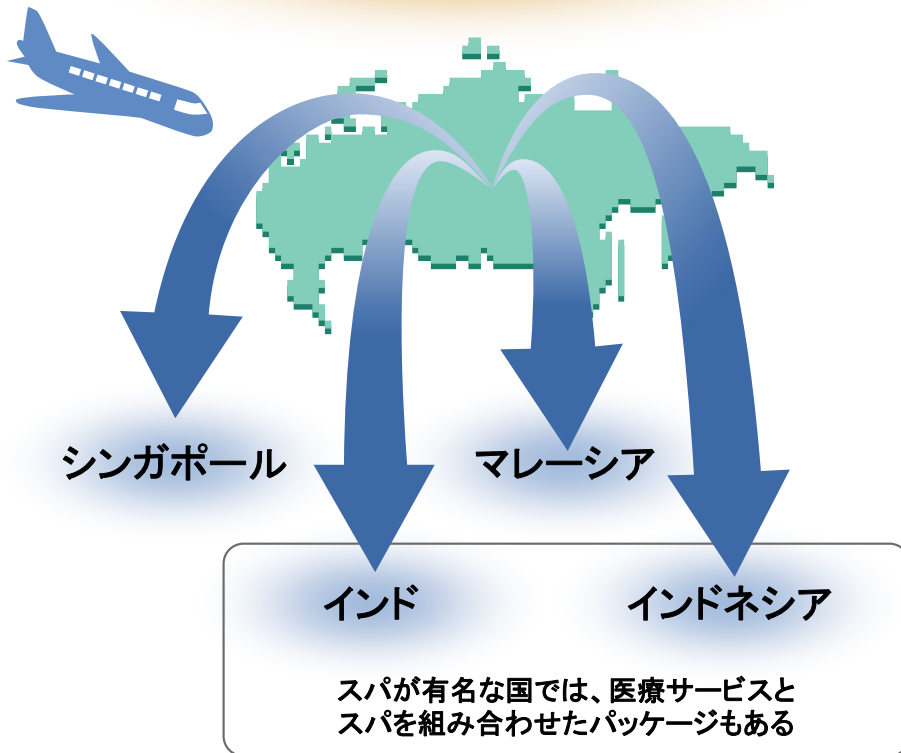 シンガポール
マレーシア
インド
インドネシア
スパが有名な国では、医療サービスと
スパを組み合わせたパッケージもある